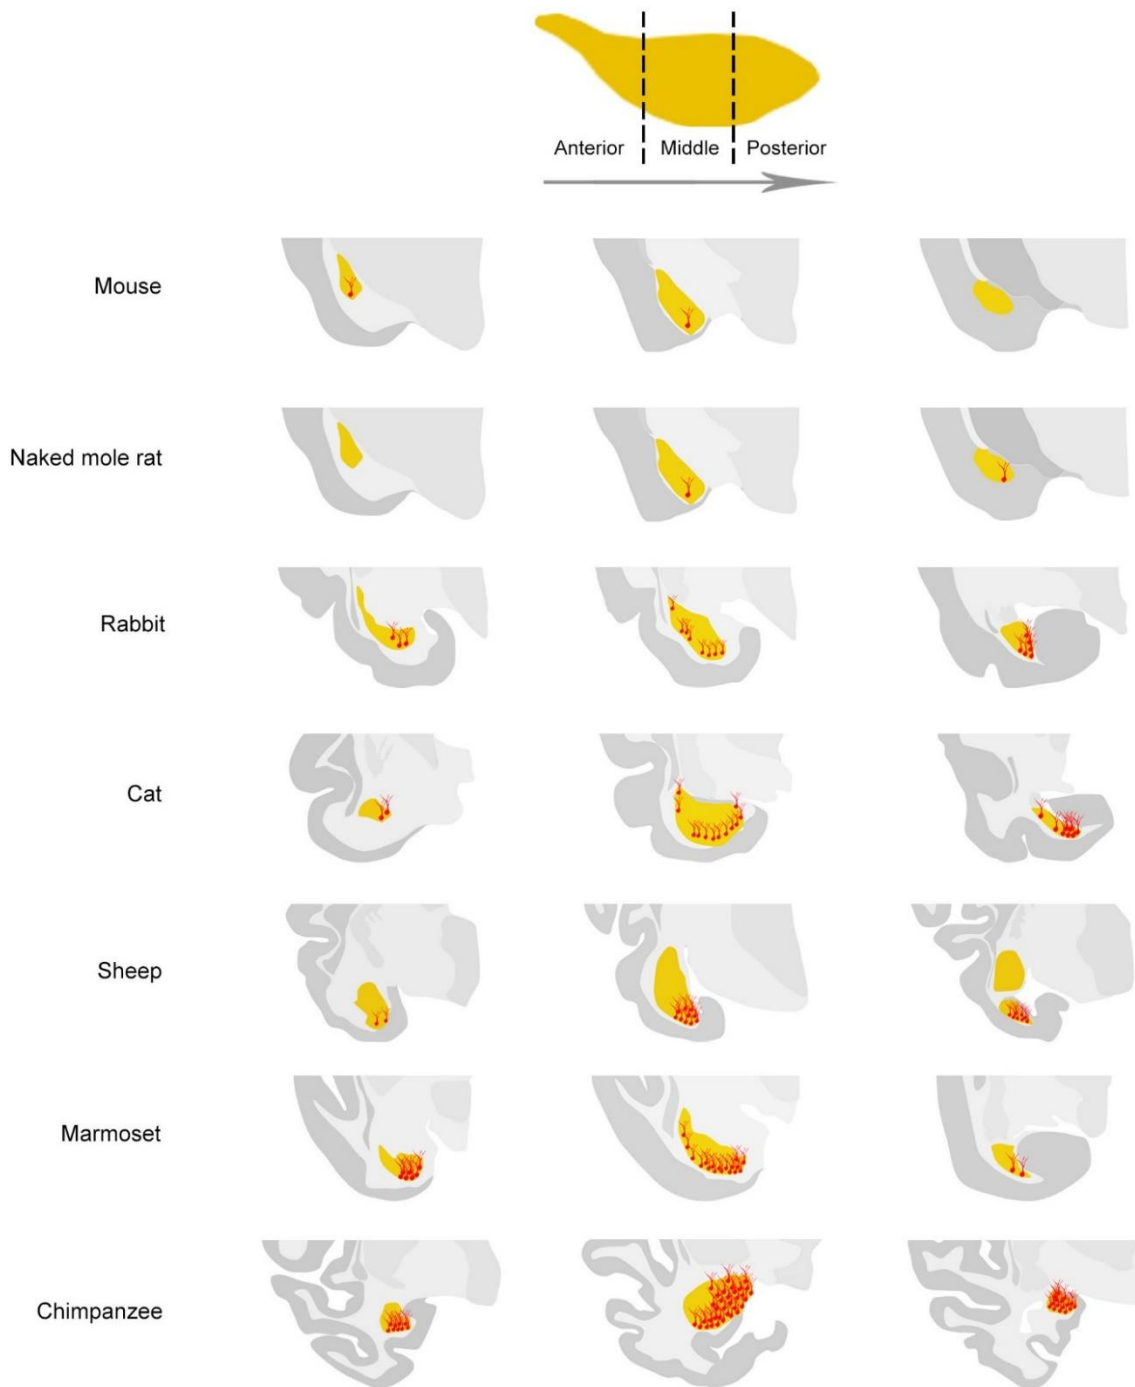 Anterior Middle Posterior
Mouse
Naked mole rat
Rabbit
Cat
Sheep
Marmoset
Chimpanzee